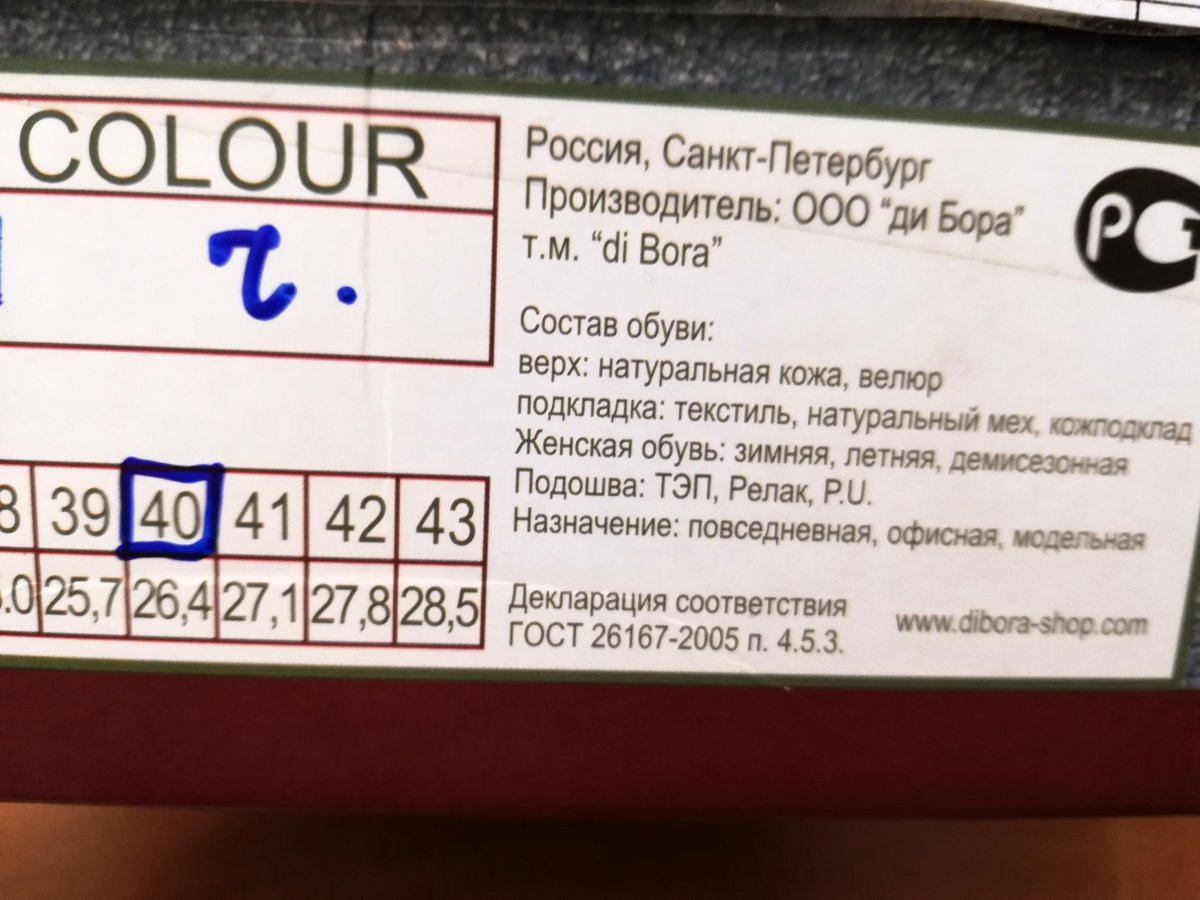 COLOUR
ч.
39 40 41 42 43
25,7 26,4 27,1 27,8 28,5
Россия, Санкт-Петербург
Производитель: ООО “ди Бора”
т.м. “di Bora”
Состав обуви:
верх: натуральная кожа, велюр
подкладка: текстиль, натуральный мех, кожподклад
Женская обувь: зимняя, летняя, демисезонная
Подошва: ТЭП, Релак, P.U.
Назначение: повседневная, офисная, модельная
Декларация соответствия
ГОСТ 26167-2005 п. 4.5.3.
www.dibora-shop.com